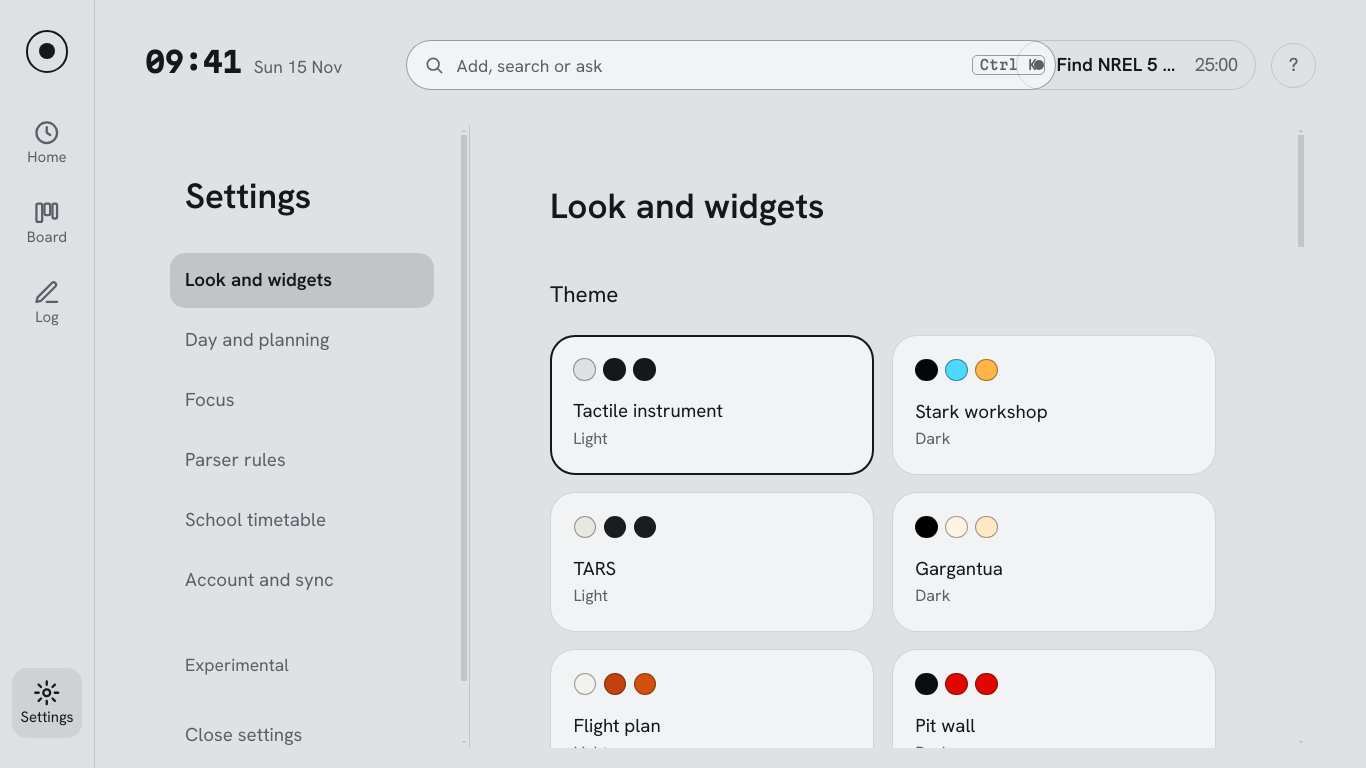 09:41 Sun 15 Nov
Add, search or ask
Ctrl
Find NREL 5 ... 25:00
?
Home
Board
Log
Settings
Settings
Look and widgets
Day and planning
Focus
Parser rules
School timetable
Account and sync
Experimental
Close settings
Look and widgets
Theme
Tactile instrument
Light
Stark workshop
Dark
TARS
Light
Gargantua
Dark
Flight plan
Pit wall